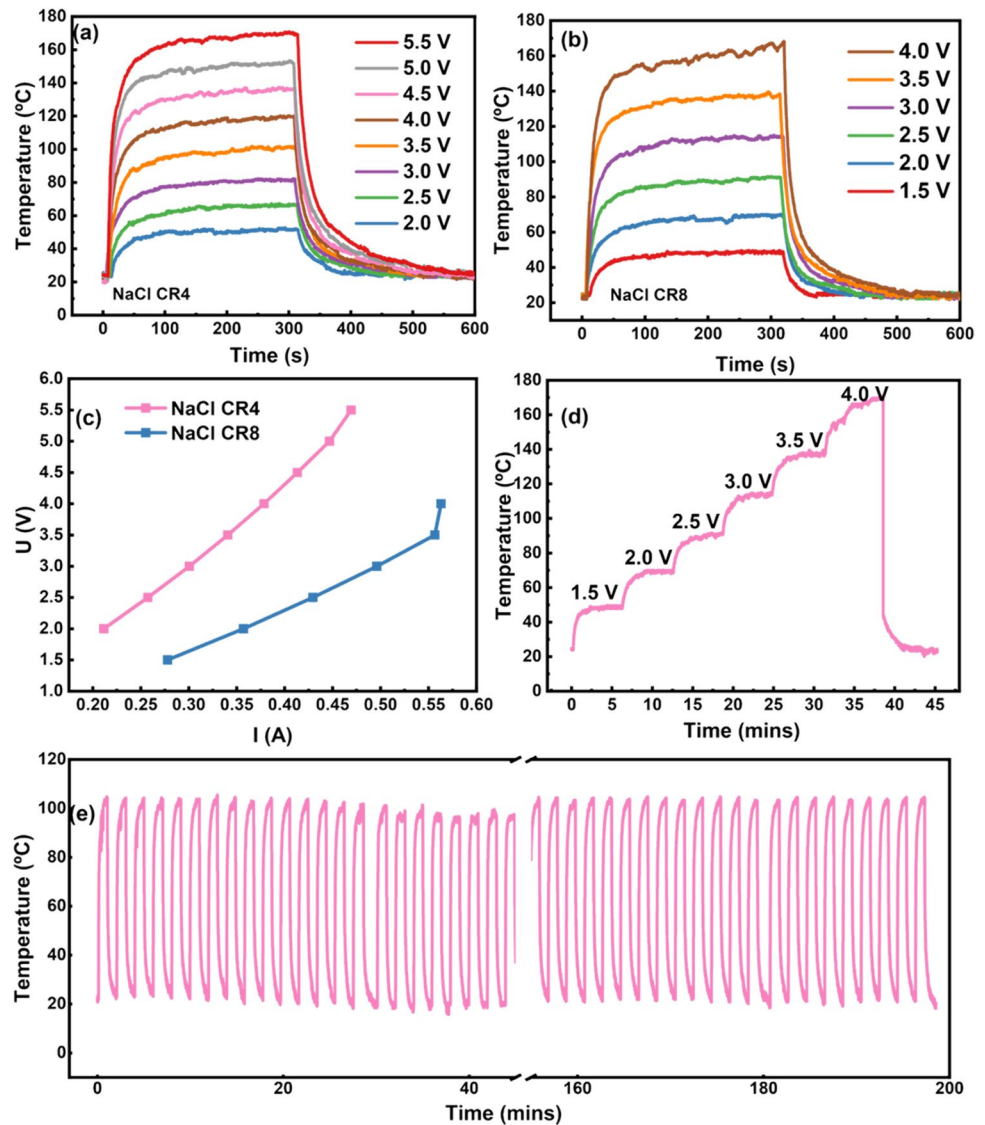 (a)
180
160
140
120
100
80
60
40
20
0
Temperature (ºC)
5.5 V
5.0 V
4.5 V
4.0 V
3.5 V
3.0 V
2.5 V
2.0 V
NaCl CR4
0 100 200 300 400 500 600
Time (s)
(b)
180
160
140
120
100
80
60
40
20
Temperature (ºC)
4.0 V
3.5 V
3.0 V
2.5 V
2.0 V
1.5 V
NaCl CR8
0 100 200 300 400 500 600
Time (s)
(c)
6.0
5.5
5.0
4.5
4.0
3.5
3.0
2.5
2.0
1.5
1.0
U (V)
NaCl CR4
NaCl CR8
0.20 0.25 0.30 0.35 0.40 0.45 0.50 0.55 0.60
I (A)
(d)
180
160
140
120
100
80
60
40
20
0
Temperature (ºC)
1.5 V
2.0 V
2.5 V
3.0 V
3.5 V
4.0 V
0 5 10 15 20 25 30 35 40 45
Time (mins)
(e)
120
100
80
60
40
20
0
Temperature (ºC)
0 20 40 160 180 200
Time (mins)